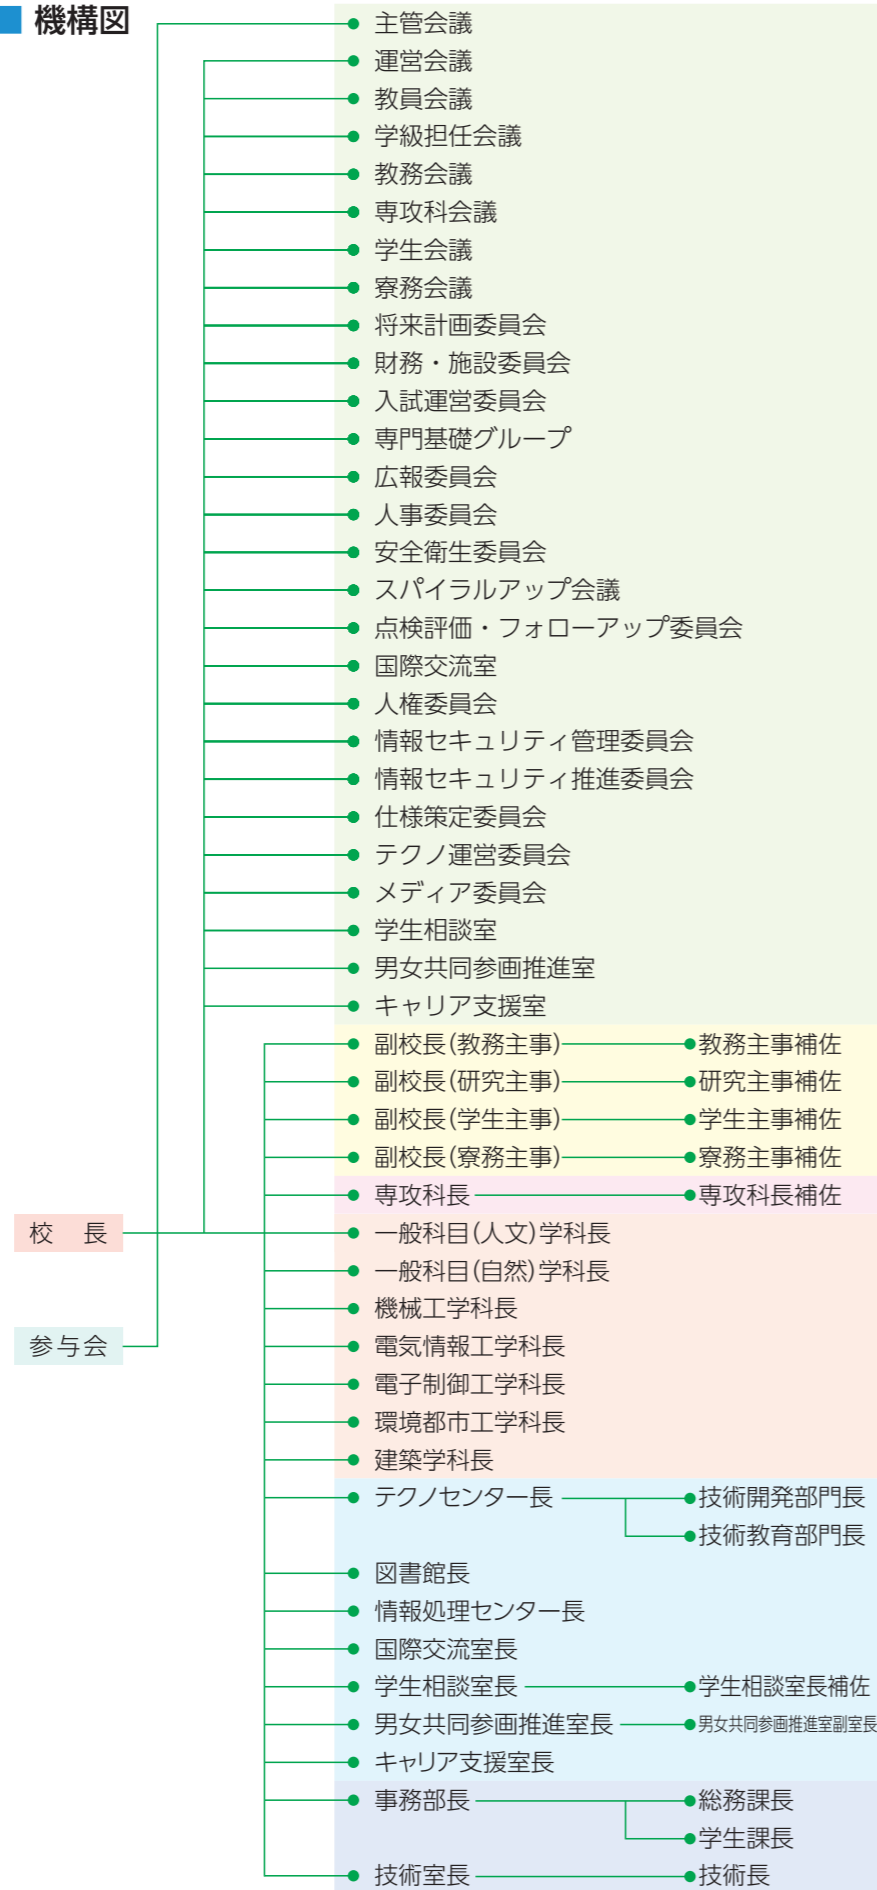 機構図
主管会議
運営会議
教員会議
学級担任会議
教務会議
専攻科会議
学生会議
寮務会議
将来計画委員会
財務・施設委員会
入試運営委員会
専門基礎グループ
広報委員会
人事委員会
安全衛生委員会
スパイラルアップ会議
点検評価・フォローアップ委員会
国際交流室
人権委員会
情報セキュリティ管理委員会
情報セキュリティ推進委員会
仕様策定委員会
テクノ運営委員会
メディア委員会
学生相談室
男女共同参画推進室
キャリア支援室
副校長(教務主事) 教務主事補佐
副校長(研究主事) 研究主事補佐
副校長(学生主事) 学生主事補佐
副校長(寮務主事) 寮務主事補佐
専攻科長 専攻科長補佐
校 長 一般科目(人文)学科長
一般科目(自然)学科長
機械工学科長
参与会 電気情報工学科長
電子制御工学科長
環境都市工学科長
建築学科長
テクノセンター長 技術開発部門長
技術教育部門長
図書館長
情報処理センター長
国際交流室長
学生相談室長 学生相談室長補佐
男女共同参画推進室長 男女共同参画推進室副室長
キャリア支援室長
事務部長 総務課長
学生課長
技術室長 技術長